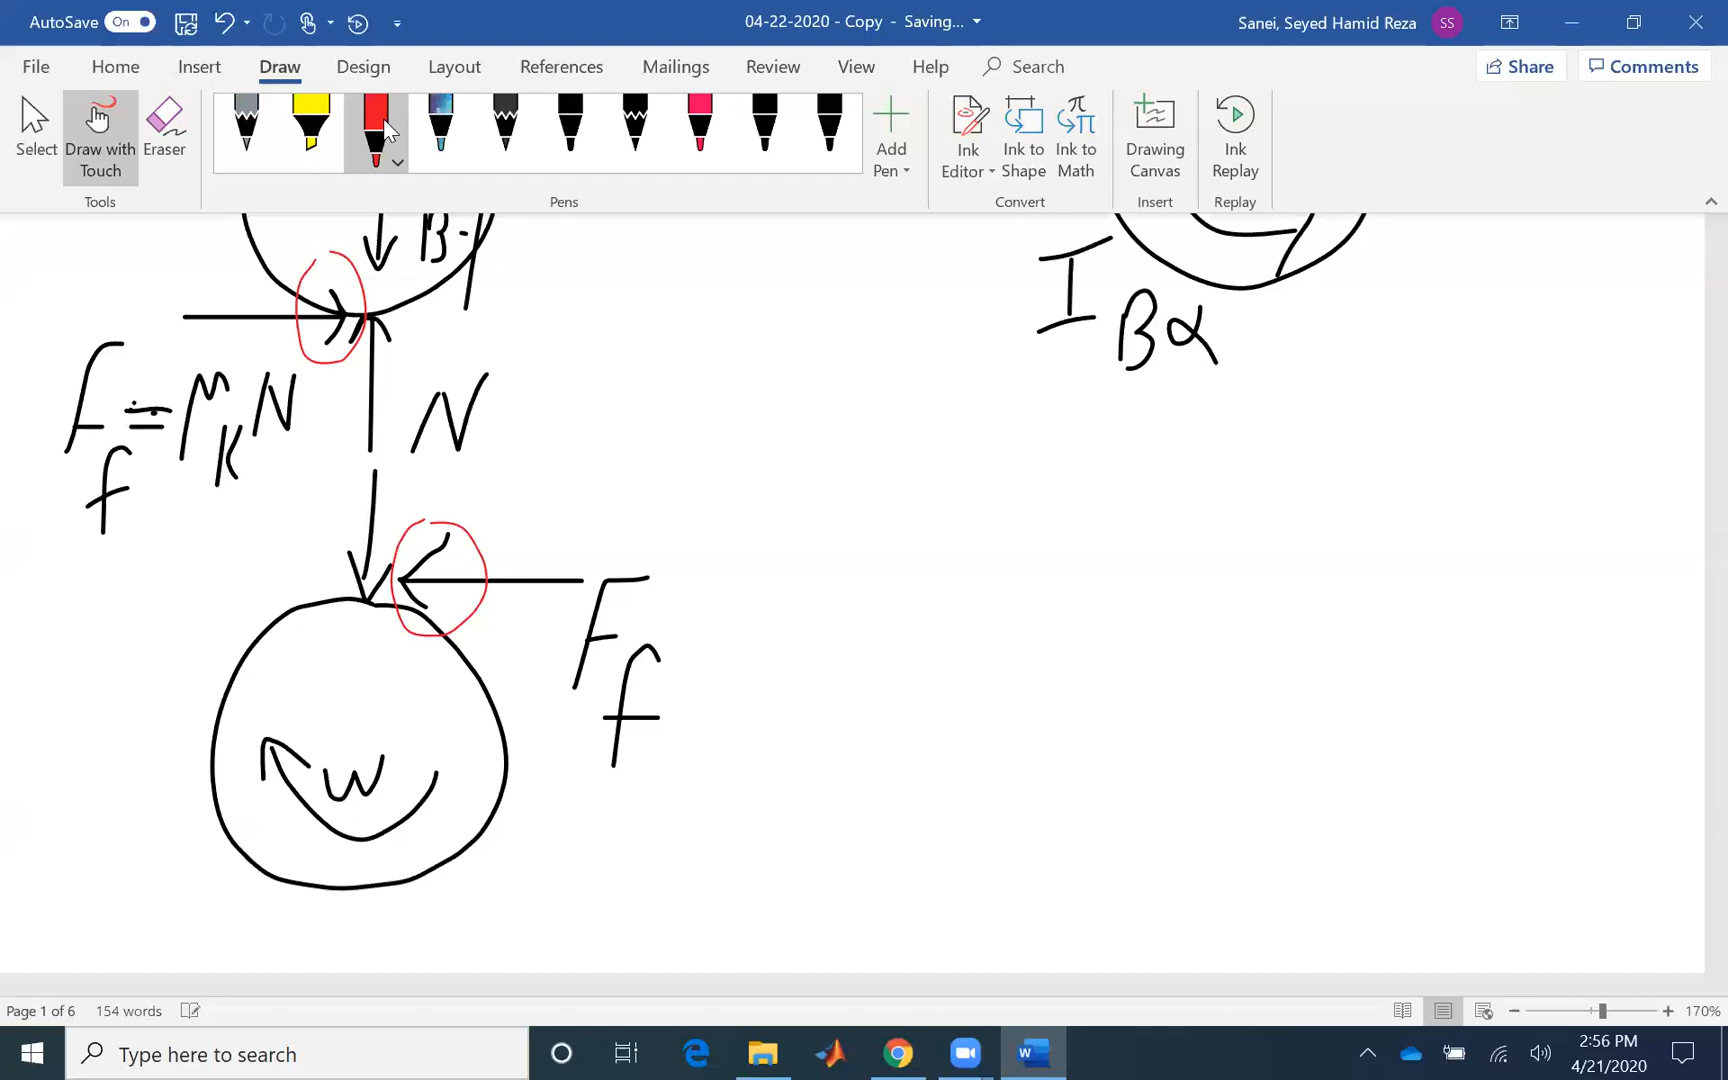 AutoSave On 04-22-2020 - Copy - Saving... Sanei, Seyed Hamid Reza SS
File Home Insert Draw Design Layout References Mailings Review View Help Search Share Comments
Select Draw with Touch Eraser Add Pen Ink Editor Ink to Shape Ink to Math Drawing Canvas Ink Replay
Tools Pens Convert Insert Replay
B
I B α
F f = μ k N
N
F f
W
Page 1 of 6 154 words 170%
Type here to search 2:56 PM
4/21/2020